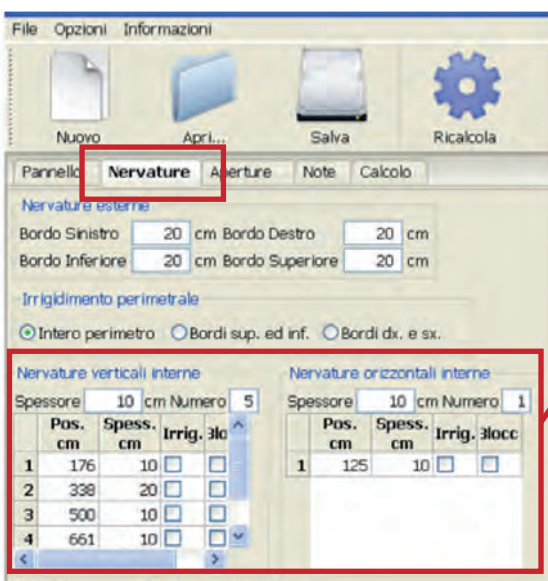 File Opzioni Informazioni
Nuovo Apri... Salva Ricalcola
Pannello Nervature Aperture Note Calcolo
Nervature esterne
Bordo Sinistro 20 cm Bordo Destro 20 cm
Bordo Inferiore 20 cm Bordo Superiore 20 cm
Irrigidimento perimetrale
Intero perimetro Bordi sup. ed inf. Bordi dx. e sx.
Nervature verticali interne
Spessore 10 cm Numero 5
Pos. cm Spess. cm Irrig. Blo
1 176 10
2 338 20
3 500 10
4 661 10
Nervature orizzontali interne
Spessore 10 cm Numero 1
Pos. cm Spess. cm Irrig. Blocc
1 125 10